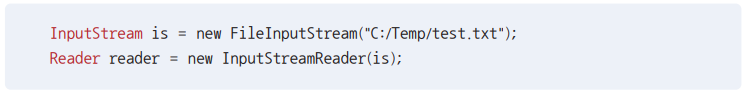 InputStream is = new FileInputStream("C:/Temp/test.txt");
Reader reader = new InputStreamReader(is);